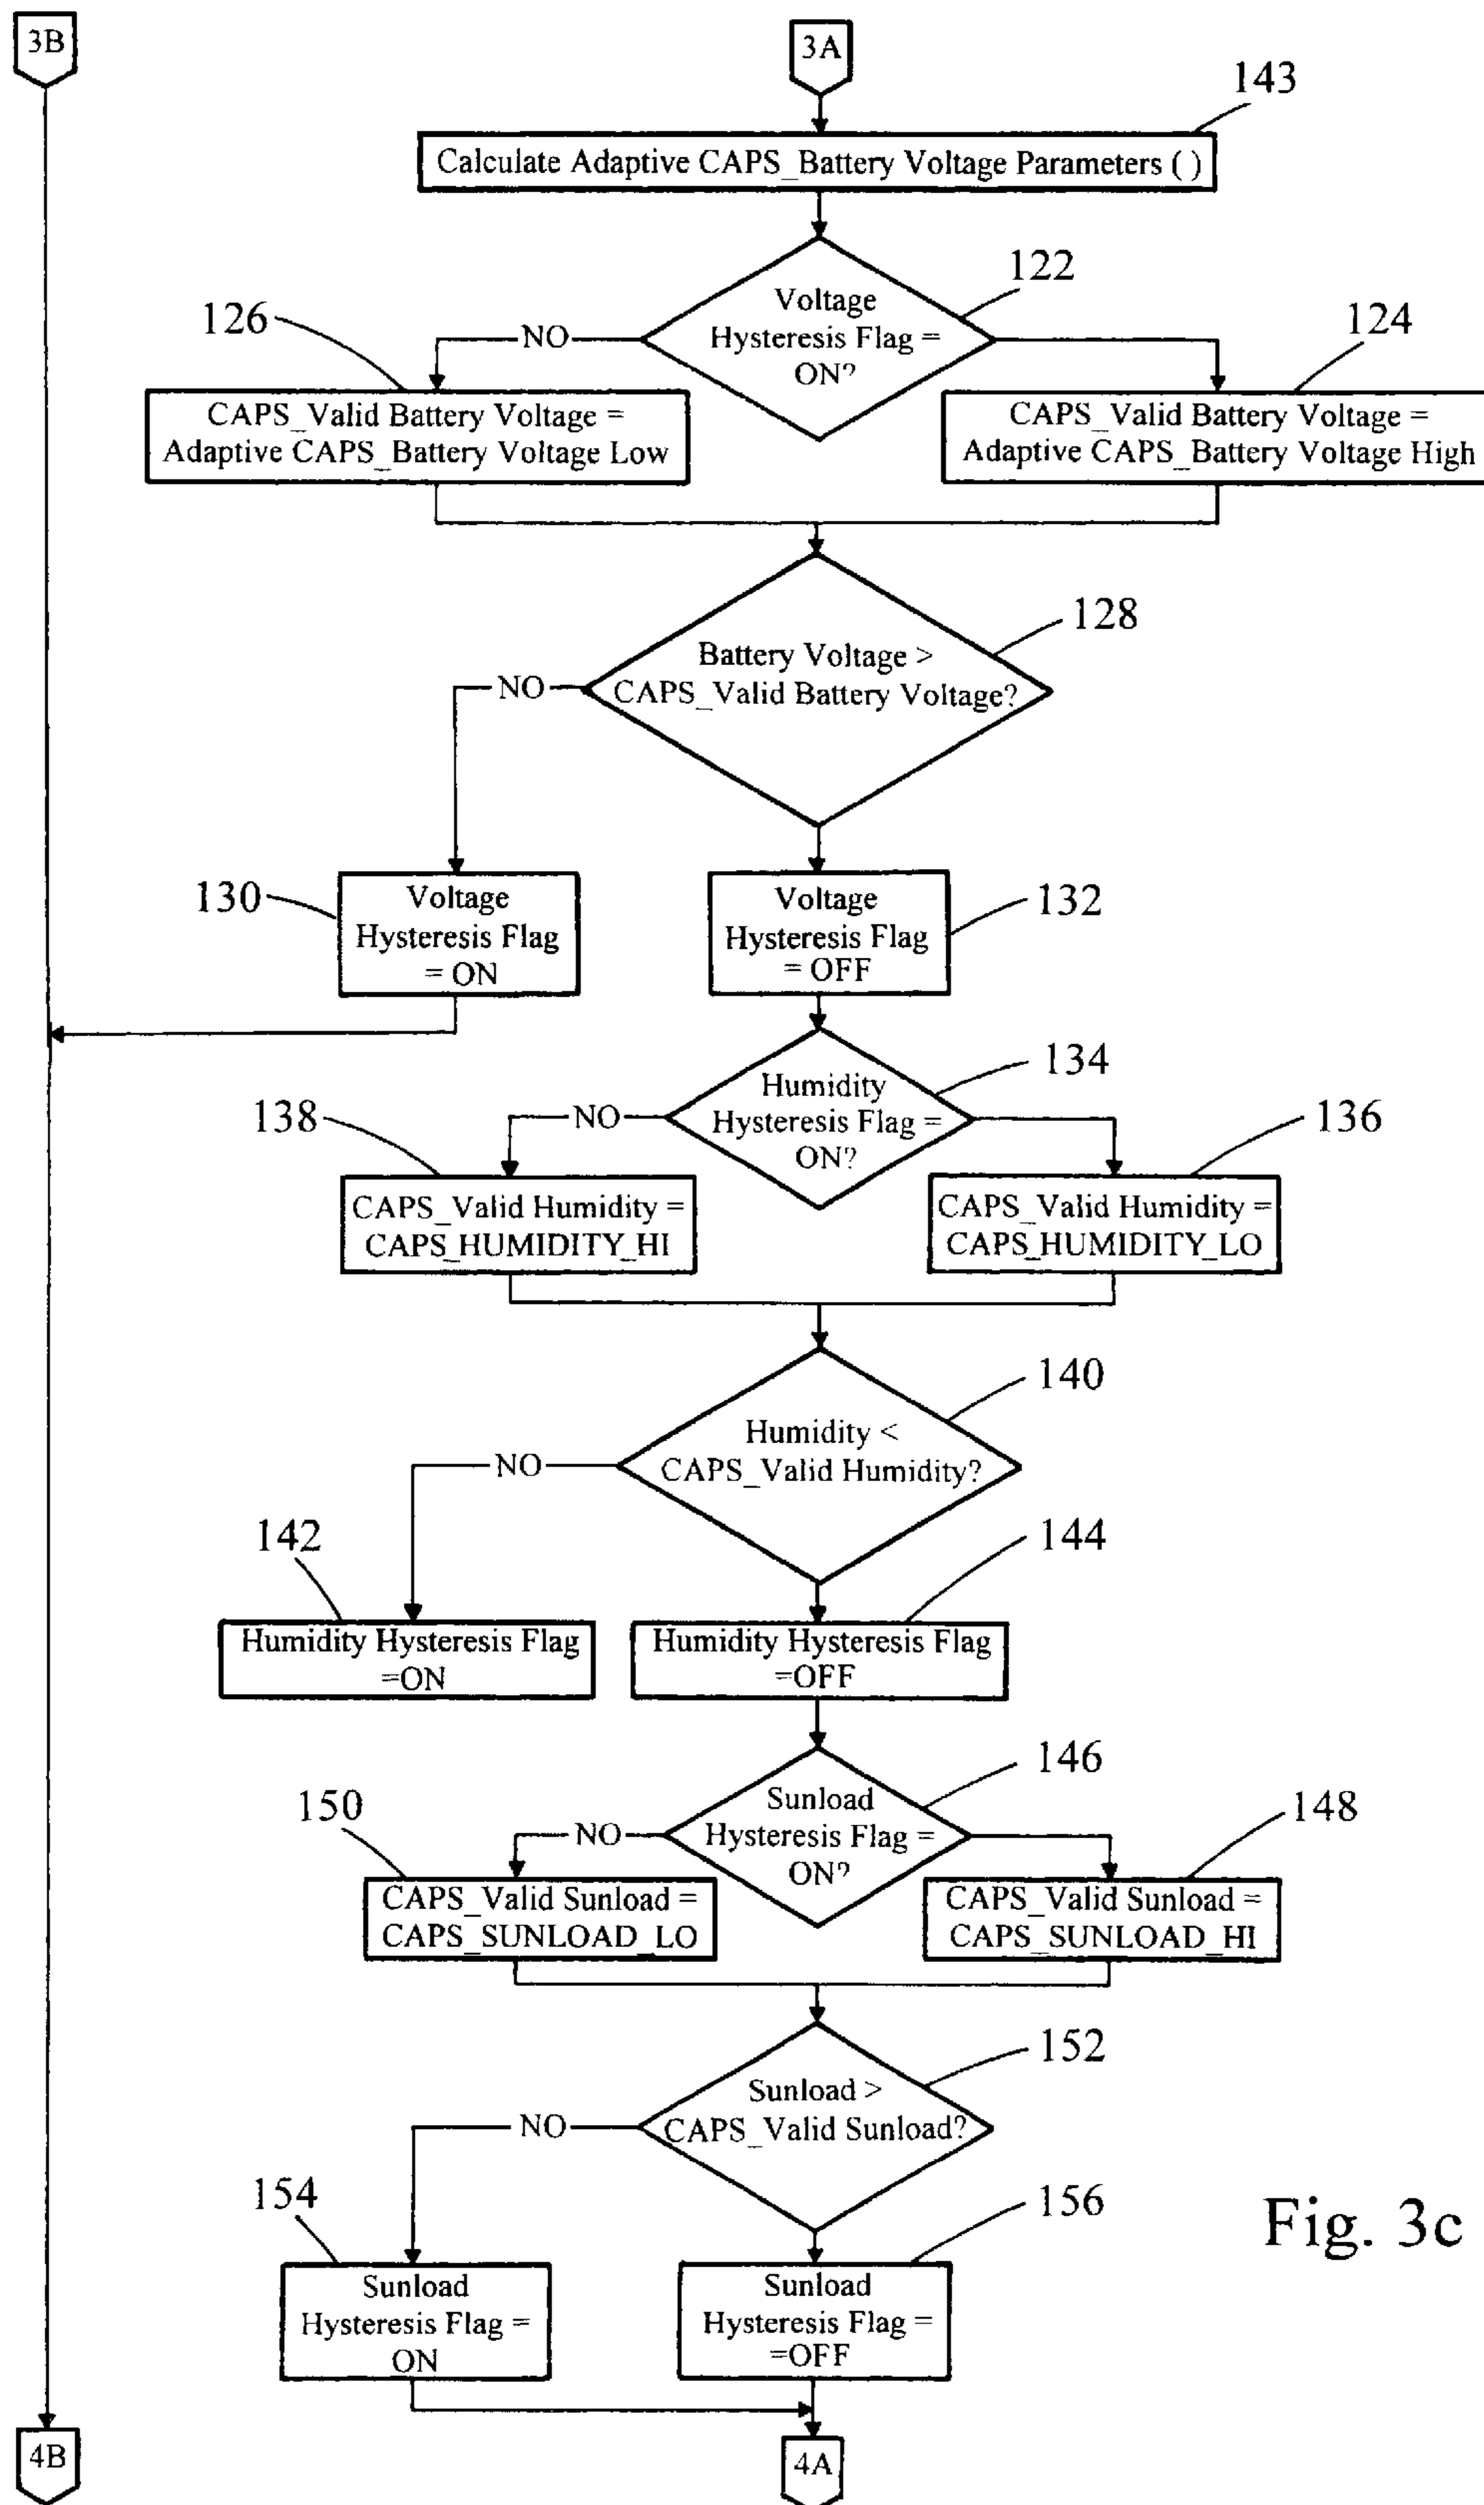 3B
3A
143
Calculate Adaptive CAPS_Battery Voltage Parameters ( )
122
Voltage
Hysteresis Flag =
ON?
126
NO
124
CAPS_Valid Battery Voltage =
Adaptive CAPS_Battery Voltage Low
CAPS_Valid Battery Voltage =
Adaptive CAPS_Battery Voltage High
128
Battery Voltage >
CAPS_Valid Battery Voltage?
NO
130
Voltage
Hysteresis Flag
= ON
Voltage
Hysteresis Flag
= OFF
132
134
Humidity
Hysteresis Flag =
ON?
138
NO
136
CAPS_Valid Humidity =
CAPS_HUMIDITY_HI
CAPS_Valid Humidity =
CAPS_HUMIDITY_LO
140
Humidity <
CAPS_Valid Humidity?
NO
142
144
Humidity Hysteresis Flag
=ON
Humidity Hysteresis Flag
=OFF
146
Sunload
Hysteresis Flag =
ON?
150
NO
148
CAPS_Valid Sunload =
CAPS_SUNLOAD_LO
CAPS_Valid Sunload =
CAPS_SUNLOAD_HI
152
Sunload >
CAPS_Valid Sunload?
NO
154
156
Fig. 3c
Sunload
Hysteresis Flag =
ON
Sunload
Hysteresis Flag =
=OFF
4B
4A